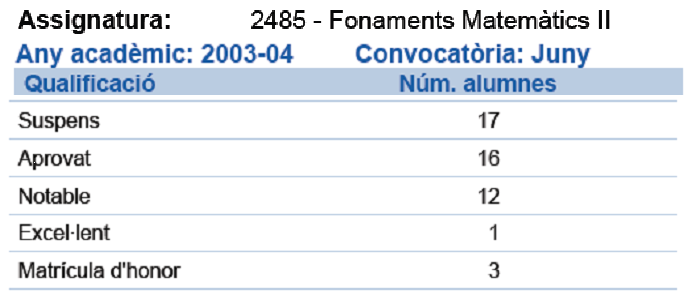 Assignatura: 2485 - Fonaments Matemàtics II
Any acadèmic: 2003-04 Convocatòria: Juny
Qualificació Núm. alumnes
Suspens 17
Aprovat 16
Notable 12
Excel·lent 1
Matrícula d'honor 3